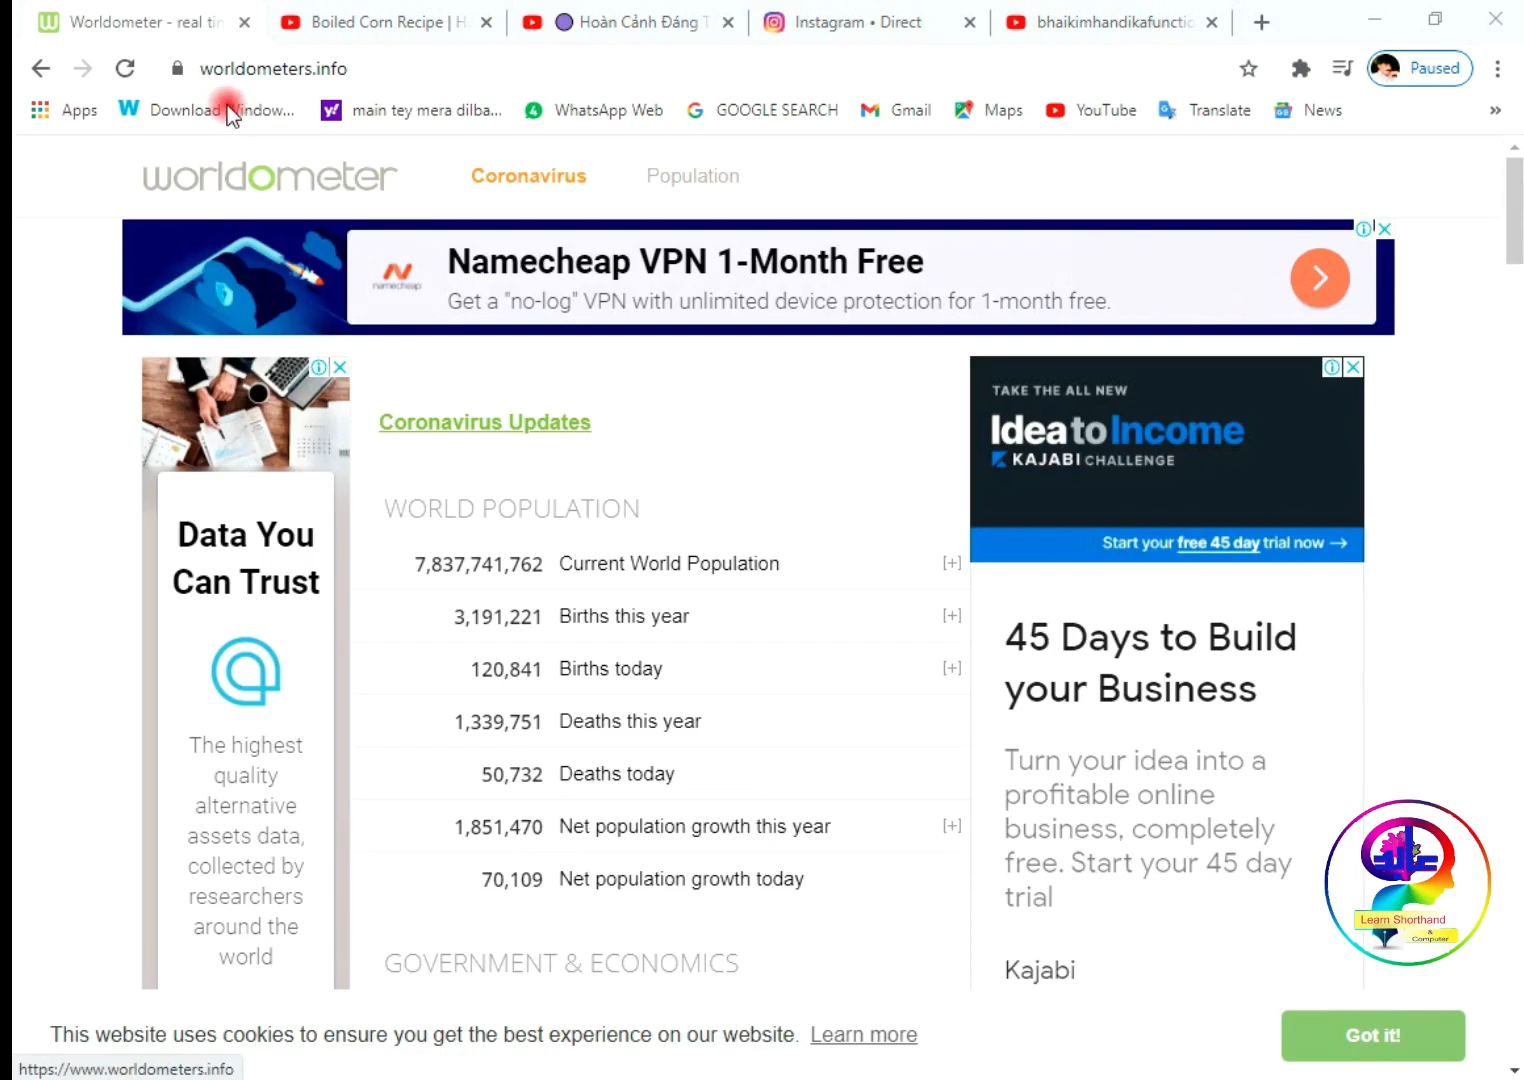 Worldometer - real tin
Boiled Corn Recipe | H
Hoàn Cảnh Đáng T
Instagram • Direct
bhaikimhandikafunctio
worldometers.info
Paused
Apps
Download Window...
main tey mera dilba...
WhatsApp Web
GOOGLE SEARCH
Gmail
Maps
YouTube
Translate
News
worldometer
Coronavirus
Population
namecheap
Namecheap VPN 1-Month Free
Get a "no-log" VPN with unlimited device protection for 1-month free.
Data You
Can Trust
The highest
quality
alternative
assets data,
collected by
researchers
around the
world
Coronavirus Updates
WORLD POPULATION
7,837,741,762 Current World Population [+]
3,191,221 Births this year [+]
120,841 Births today [+]
1,339,751 Deaths this year
50,732 Deaths today
1,851,470 Net population growth this year [+]
70,109 Net population growth today
GOVERNMENT & ECONOMICS
TAKE THE ALL NEW
Idea to Income
KAJABI CHALLENGE
Start your free 45 day trial now →
45 Days to Build
your Business
Turn your idea into a
profitable online
business, completely
free. Start your 45 day
trial
Kajabi
Learn Shorthand
&
Computer
This website uses cookies to ensure you get the best experience on our website. Learn more
Got it!
https://www.worldometers.info